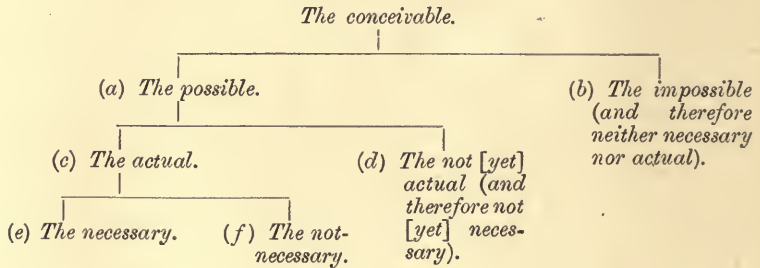 The conceivable.
(a) The possible.
(b) The impossible
(and therefore
neither necessary
nor actual).
(c) The actual.
(d) The not [yet]
actual (and
therefore not
[yet] neces-
sary).
(e) The necessary.
(f) The not-
necessary.